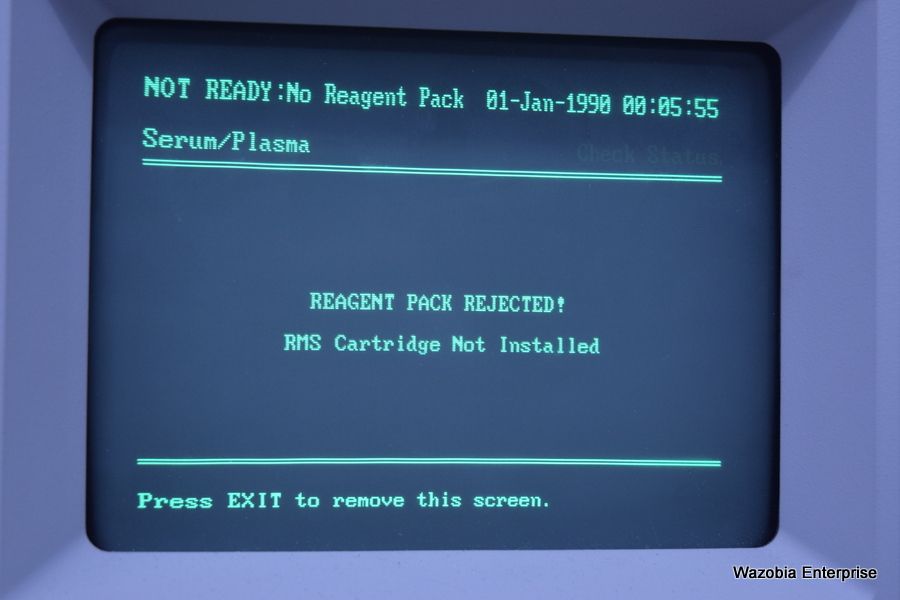 NOT READY:No Reagent Pack 01-Jan-1990 00:05:55
Serum/Plasma Check Status
REAGENT PACK REJECTED!
RMS Cartridge Not Installed
Press EXIT to remove this screen.
Wazobia Enterprise